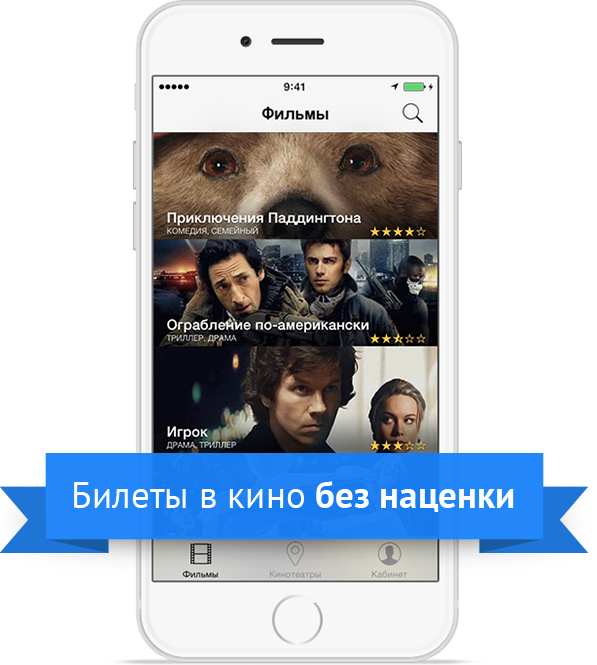 9:41
Фильмы
Приключения Паддингтона
КОМЕДИЯ, СЕМЕЙНЫЙ
Ограбление по-американски
ТРИЛЛЕР, ДРАМА
Игрок
ДРАМА, ТРИЛЛЕР
Билеты в кино без наценки
Фильмы Кинотеатры Кабинет